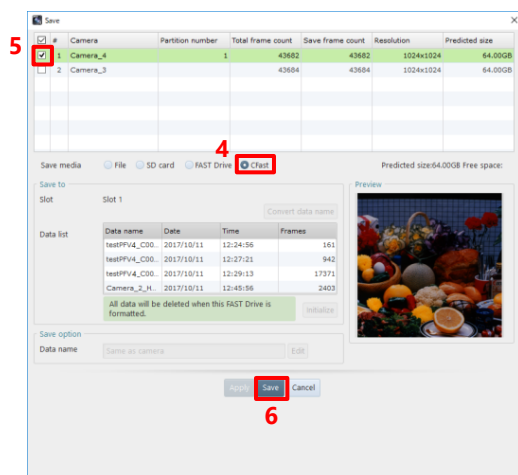 Save
# Camera Partition number Total frame count Save frame count Resolution Predicted size
5
1 Camera_4 1 43682 43682 1024x1024 64.00GB
2 Camera_3 43684 43684 1024x1024 64.00GB
4
Save media File SD card FAST Drive CFast Predicted size:64.00GB Free space:
Save to
Preview
Slot Slot 1
Convert data name
Data list
Data name Date Time Frames
testPFV4_C00... 2017/10/11 12:24:56 161
testPFV4_C00... 2017/10/11 12:27:21 942
testPFV4_C00... 2017/10/11 12:29:13 17371
Camera_2_H... 2017/10/11 12:45:56 2403
All data will be deleted when this FAST Drive is
formatted.
Initialize
Save option
Data name Same as camera Edit
Apply Save Cancel
6